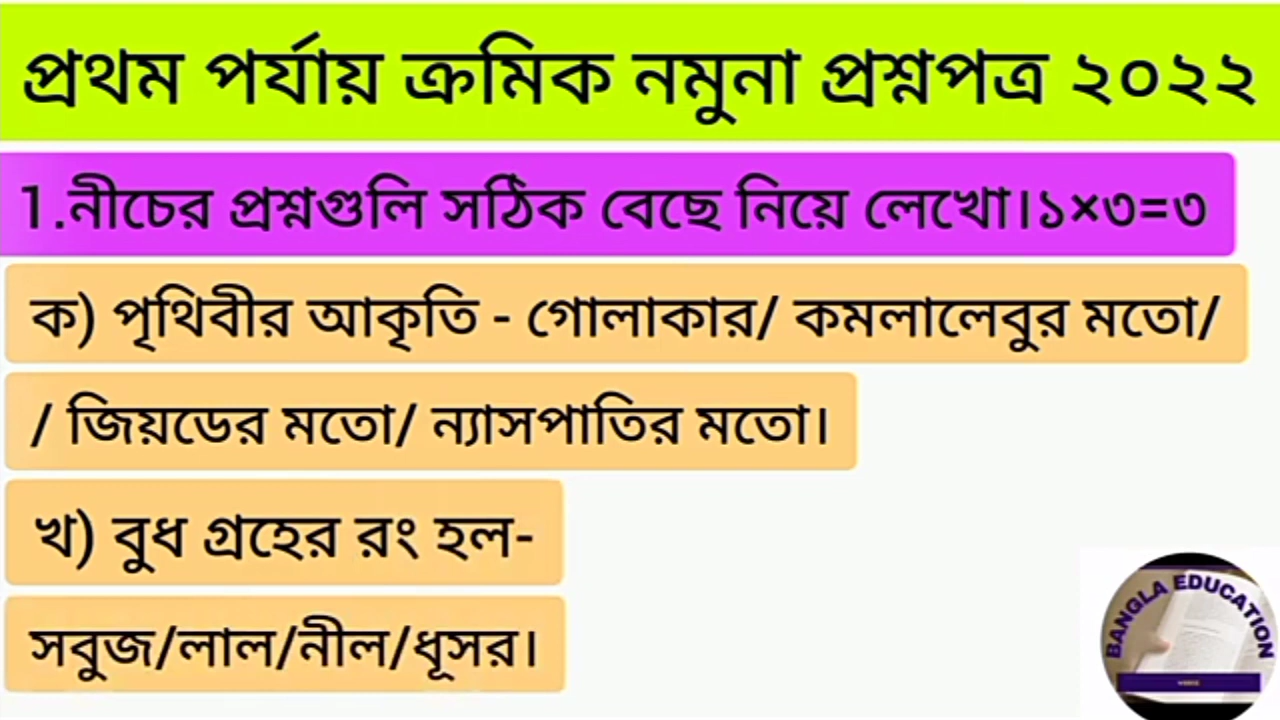 প্রথম পর্যায় ক্রমিক নমুনা প্রশ্নপত্র ২০২২
1.নীচের প্রশ্নগুলি সঠিক বেছে নিয়ে লেখো।১×৩=৩
ক) পৃথিবীর আকৃতি - গোলাকার/ কমলালেবুর মতো/
/ জিয়ডের মতো/ ন্যাসপাতির মতো।
খ) বুধ গ্রহের রং হল-
সবুজ/লাল/নীল/ধূসর।
BANGLA EDUCATION